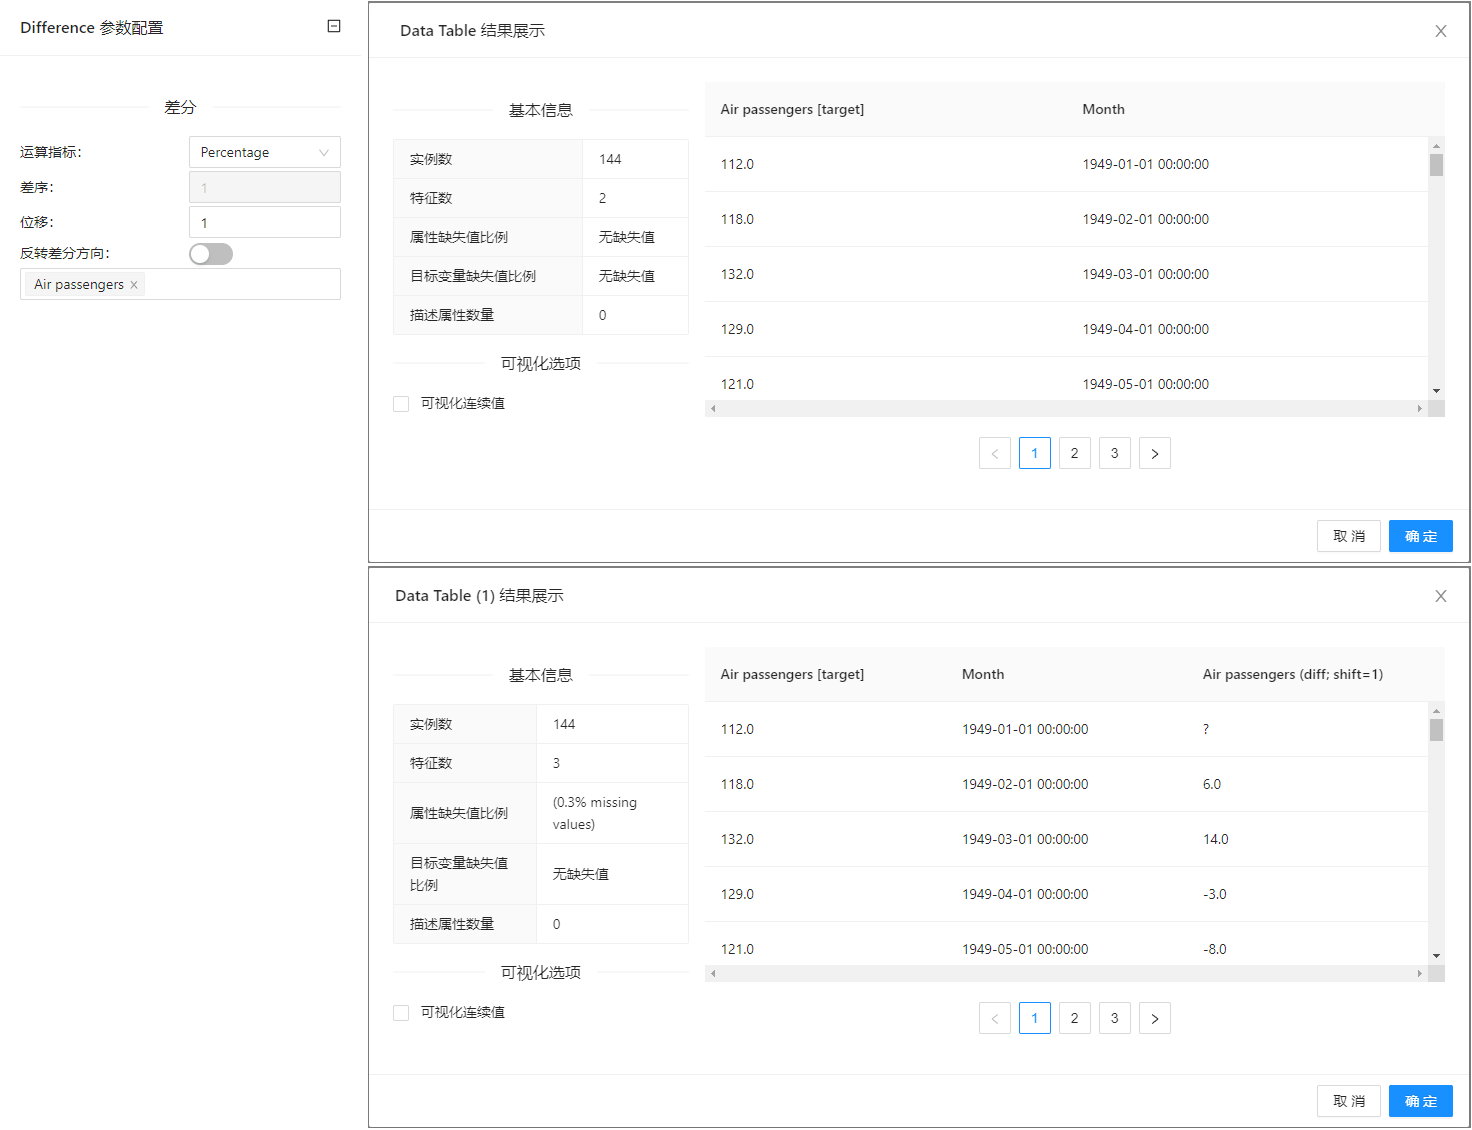 Difference 参数配置
差分
运算指标: Percentage
差序: 1
位移: 1
反转差分方向:
Air passengers ×
Data Table 结果展示
基本信息
实例数 144
特征数 2
属性缺失值比例 无缺失值
目标变量缺失值比例 无缺失值
描述属性数量 0
可视化选项
可视化连续值
Air passengers [target] Month
112.0 1949-01-01 00:00:00
118.0 1949-02-01 00:00:00
132.0 1949-03-01 00:00:00
129.0 1949-04-01 00:00:00
121.0 1949-05-01 00:00:00
< 1 2 3 >
取 消 确 定
Data Table (1) 结果展示
基本信息
实例数 144
特征数 3
属性缺失值比例 (0.3% missing
values)
目标变量缺失值
比例 无缺失值
描述属性数量 0
可视化选项
可视化连续值
Air passengers [target] Month Air passengers (diff; shift=1)
112.0 1949-01-01 00:00:00 ?
118.0 1949-02-01 00:00:00 6.0
132.0 1949-03-01 00:00:00 14.0
129.0 1949-04-01 00:00:00 -3.0
121.0 1949-05-01 00:00:00 -8.0
< 1 2 3 >
取 消 确 定